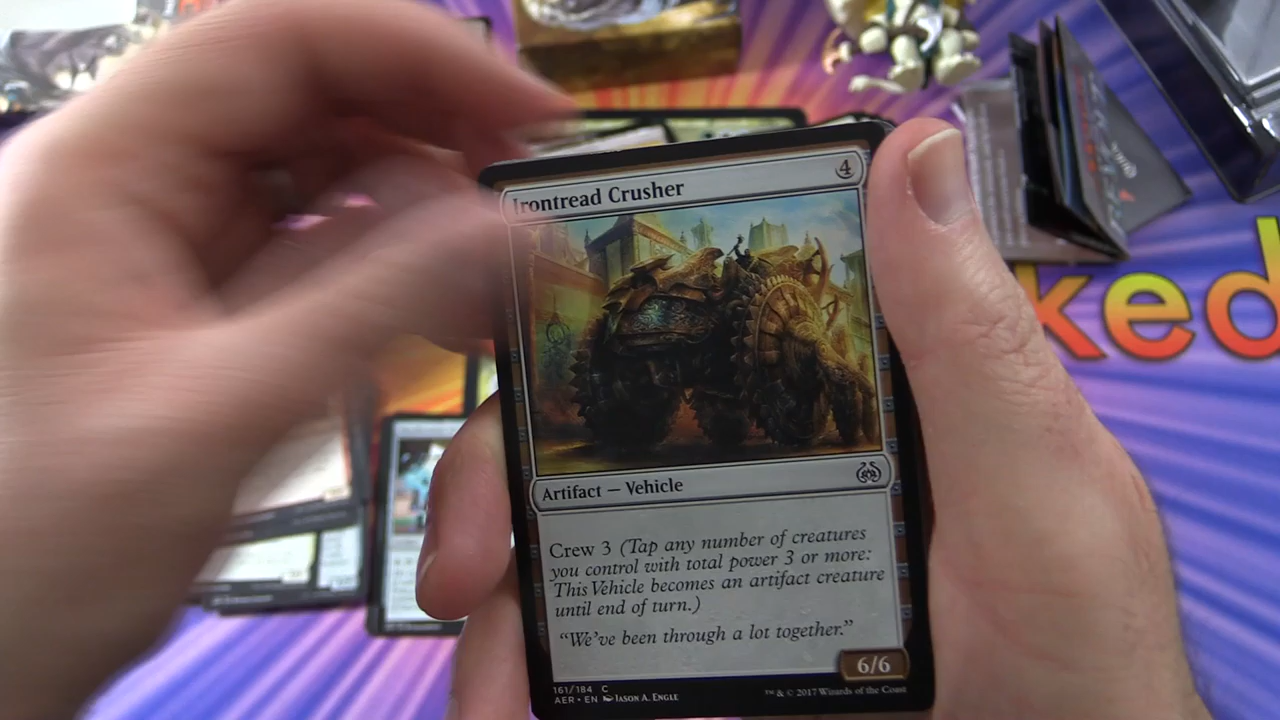 Irontread Crusher
4
Artifact — Vehicle
Crew 3 (Tap any number of creatures
you control with total power 3 or more:
This Vehicle becomes an artifact creature
until end of turn.)
“We’ve been through a lot together.”
6/6
161/184 C
AER • EN JASON A. ENGLE
™ & © 2017 Wizards of the Coast
ked